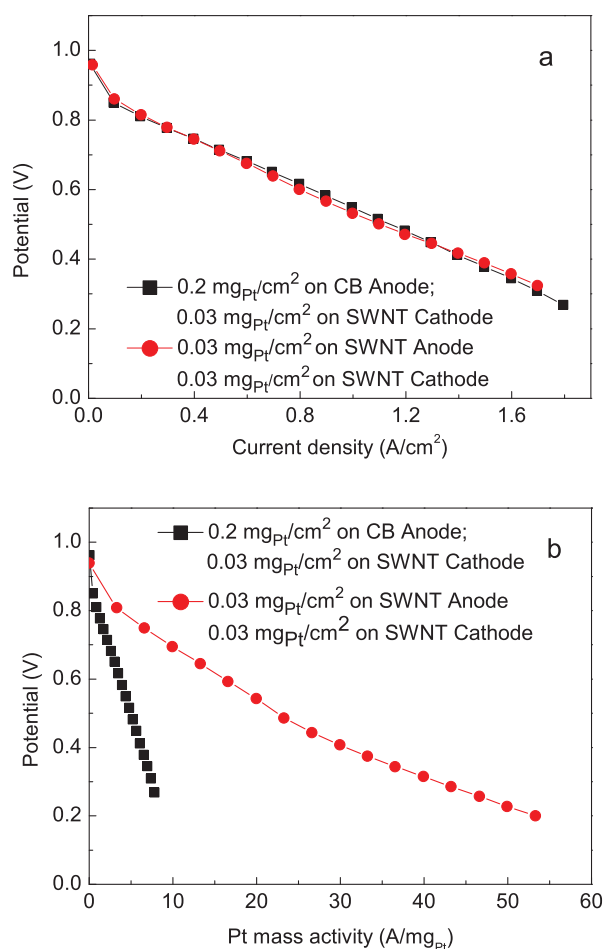 a
1.0
0.8
0.6
0.4
0.2
0.0
Potential (V)
0.2 mgPt/cm² on CB Anode;
0.03 mgPt/cm² on SWNT Cathode
0.03 mgPt/cm² on SWNT Anode
0.03 mgPt/cm² on SWNT Cathode
0.0 0.4 0.8 1.2 1.6
Current density (A/cm²)
b
1.0
0.8
0.6
0.4
0.2
0.0
Potential (V)
0.2 mgPt/cm² on CB Anode;
0.03 mgPt/cm² on SWNT Cathode
0.03 mgPt/cm² on SWNT Anode
0.03 mgPt/cm² on SWNT Cathode
0 10 20 30 40 50 60
Pt mass activity (A/mgPt)